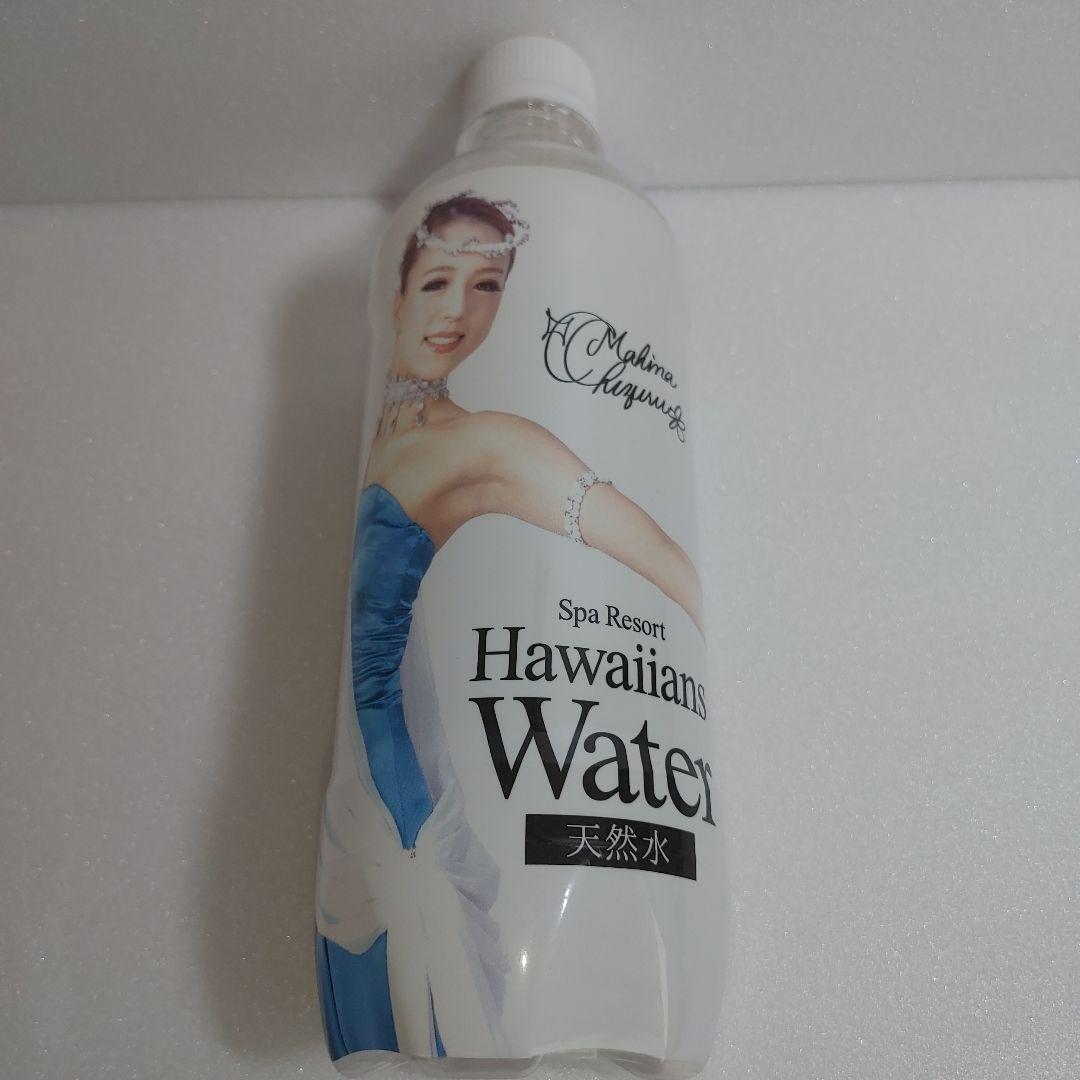 Mahina
Chizuru
Spa Resort
Hawaiians
Water
天然水